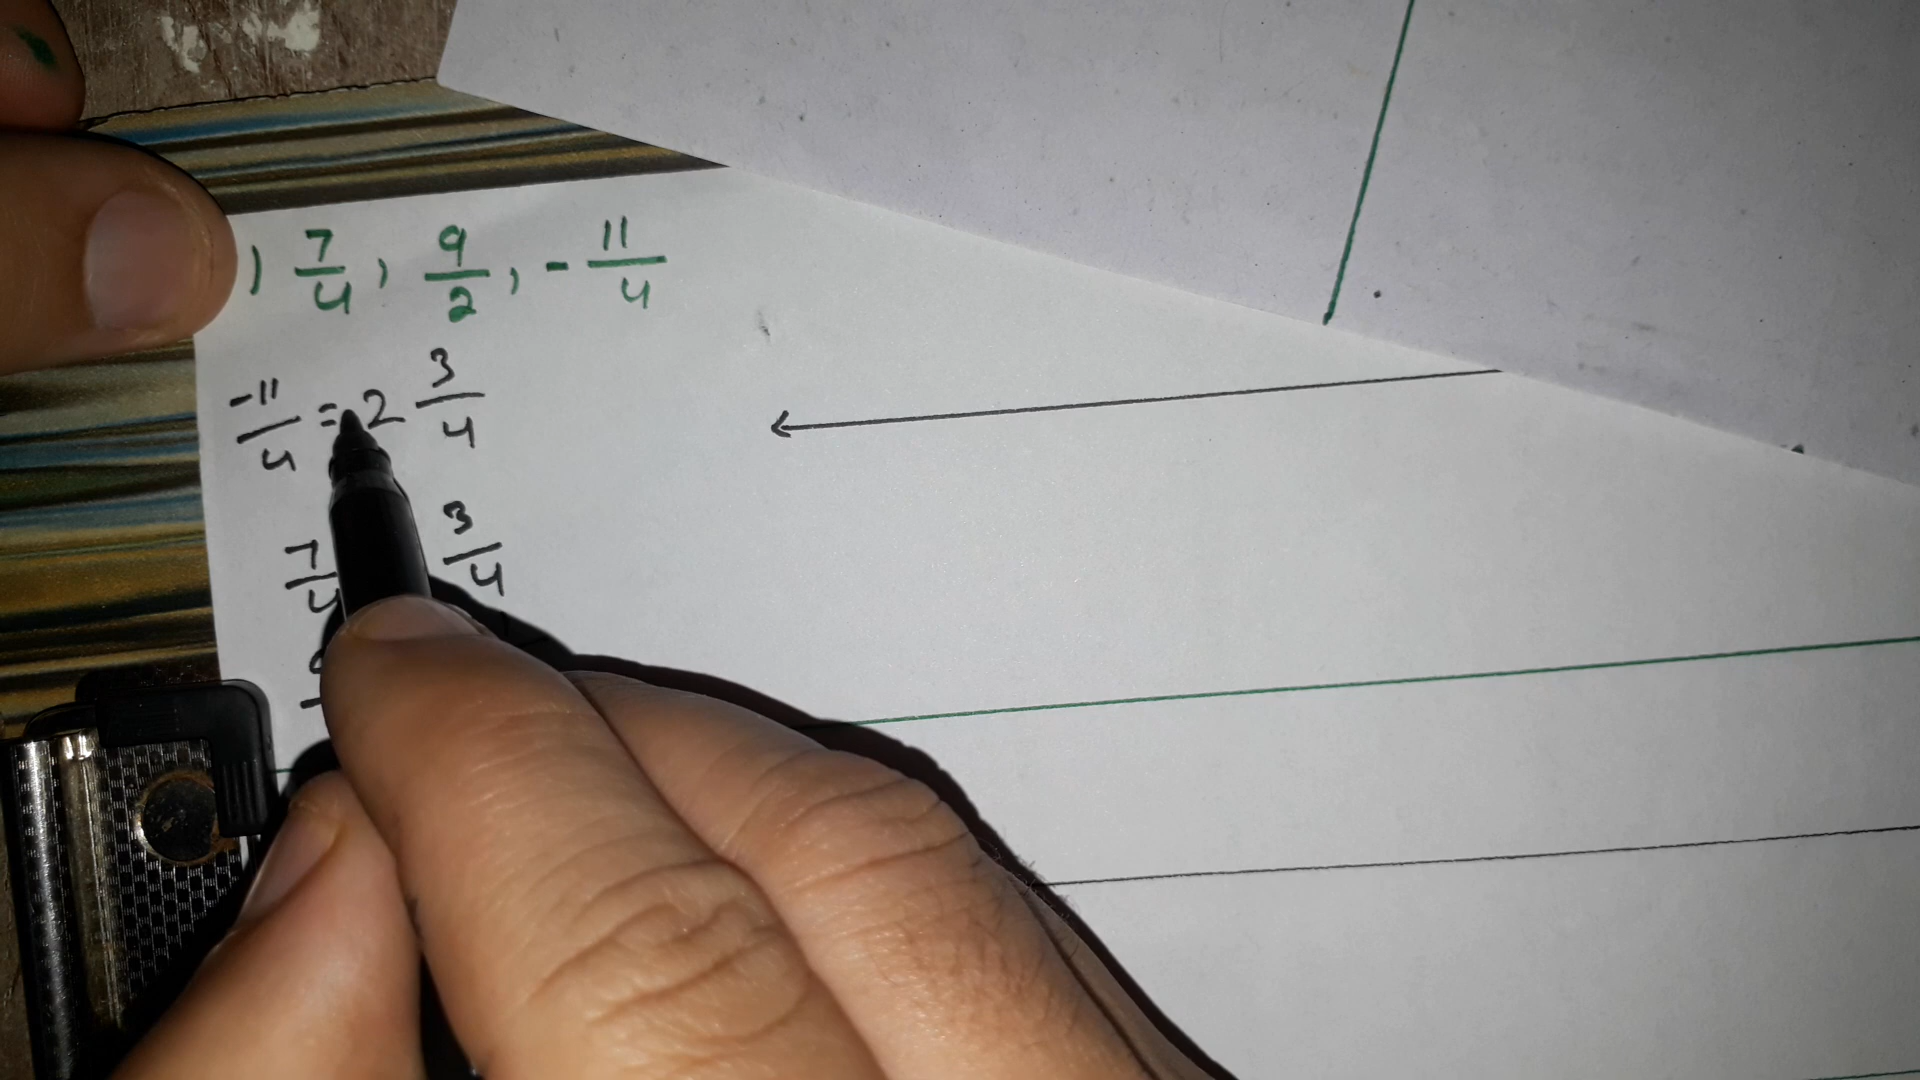 ) 7/4, 9/2, - 11/4
-11/4 = 2 3/4
7/4 3/4